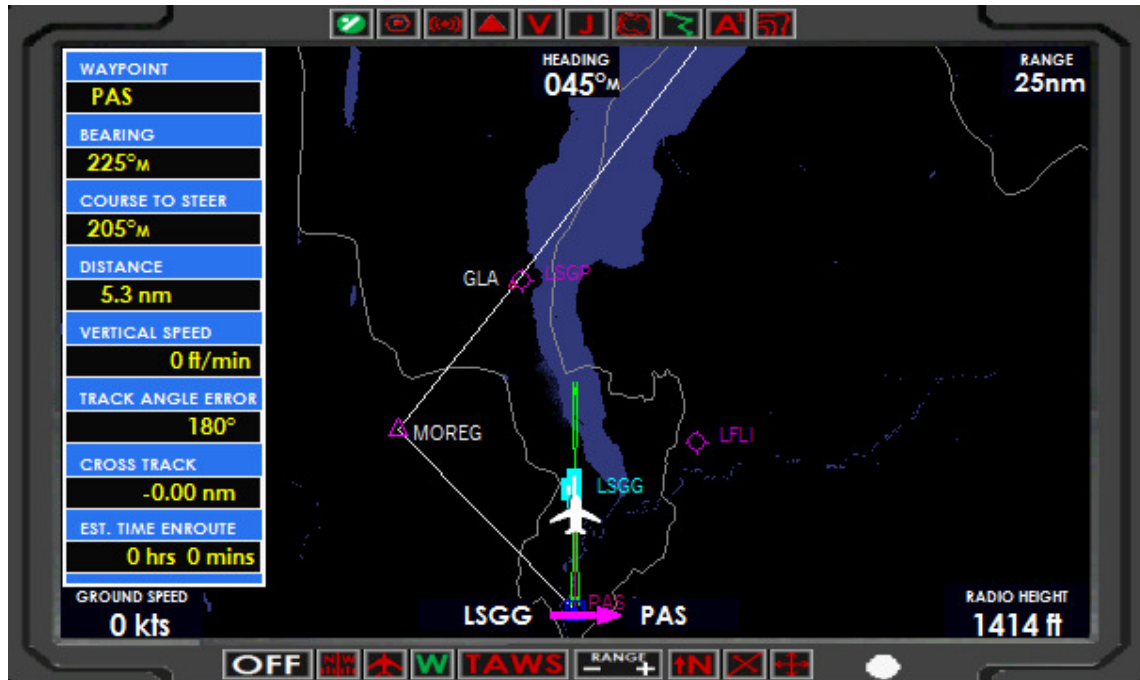 V J A¹
WAYPOINT
PAS
BEARING
225°M
COURSE TO STEER
205°M
DISTANCE
5.3 nm
VERTICAL SPEED
0 ft/min
TRACK ANGLE ERROR
180°
CROSS TRACK
-0.00 nm
EST. TIME ENROUTE
0 hrs 0 mins
GROUND SPEED
0 kts
HEADING
045°M
RANGE
25nm
GLA
LSGP
MOREG
LFLI
LSGG
PAS
LSGG PAS
RADIO HEIGHT
1414 ft
OFF N W W TAWS - RANGE + ↑N